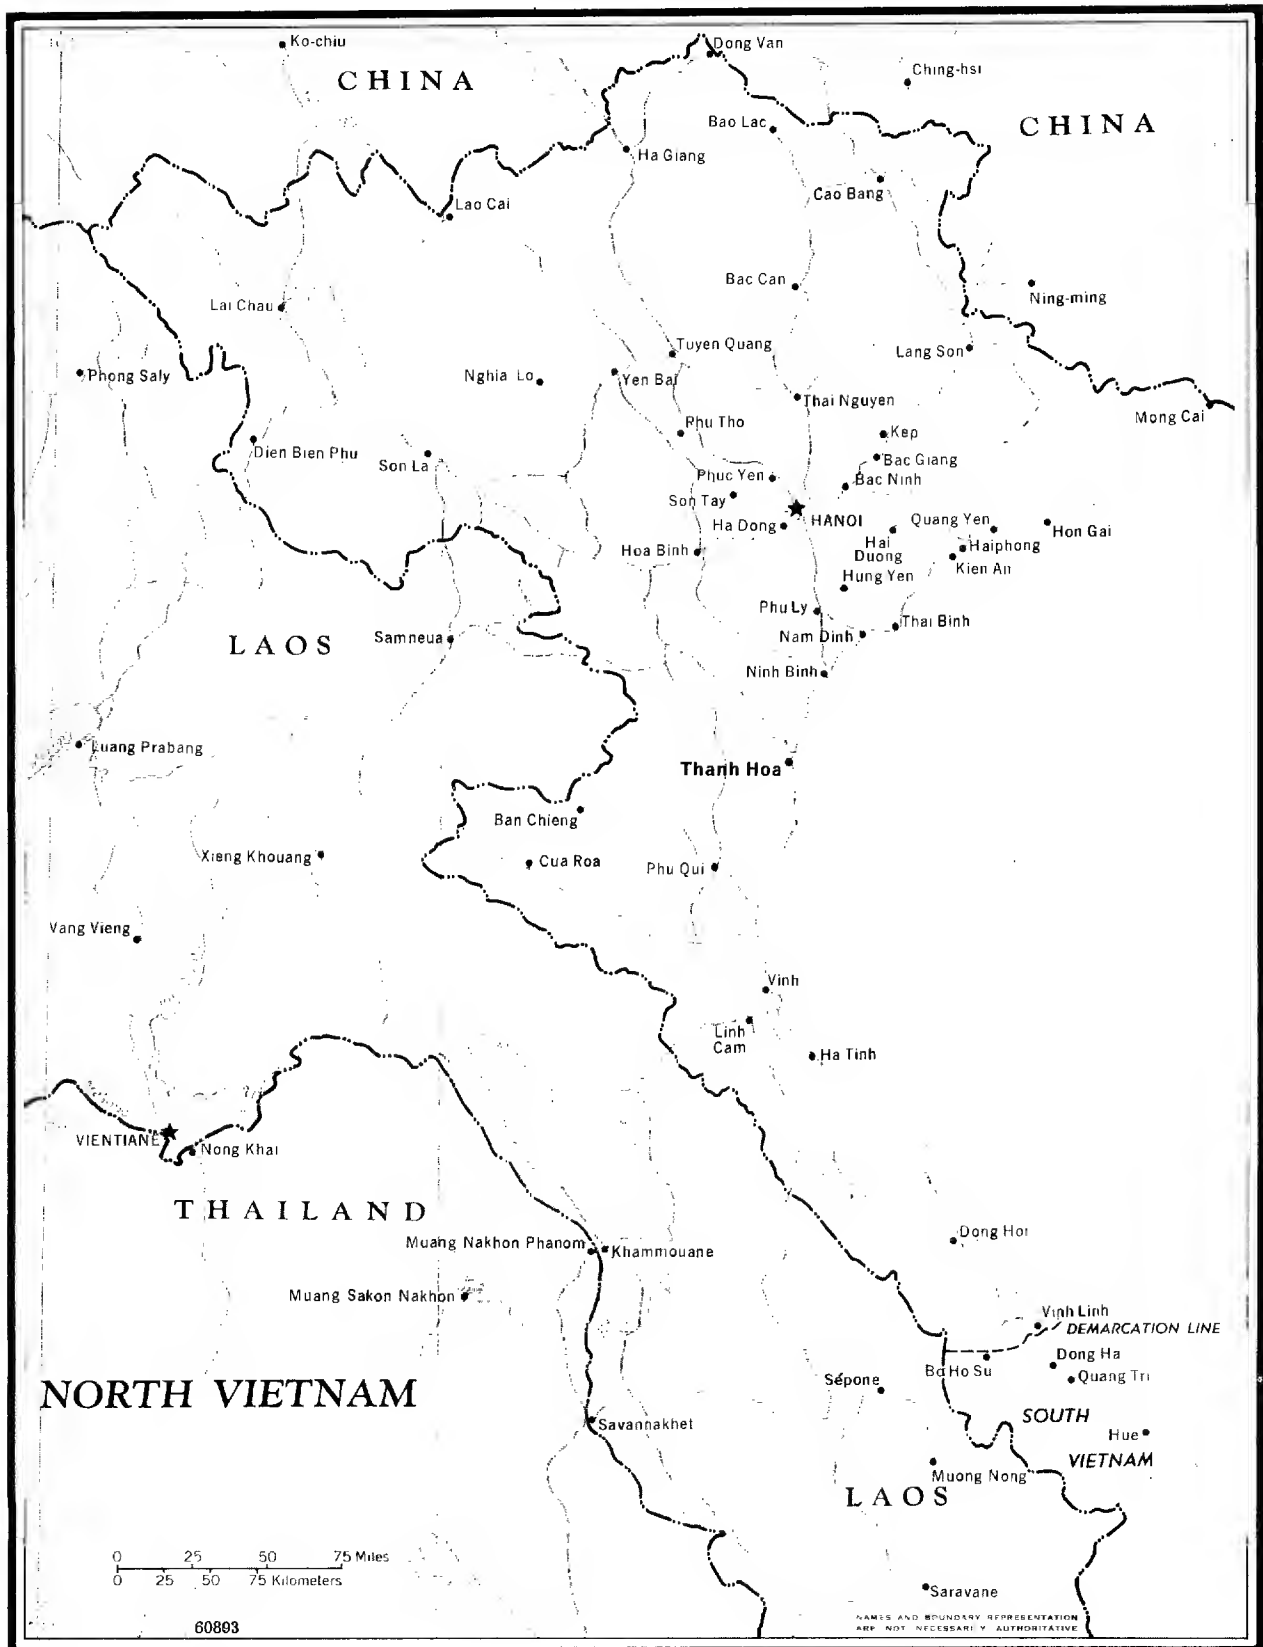 Ko-chiu
Dong Van
CHINA
Ching-hsi
Bao Lac
CHINA
Ha Giang
Cao Bang
Lao Cai
Bac Can
Ning-ming
Lai Chau
Tuyen Quang
Lang Son
Phong Saly
Nghia Lo
Yen Bai
Thai Nguyen
Mong Cai
Phu Tho
Kep
Dien Bien Phu
Son La
Bac Giang
Phuc Yen
Bac Ninh
Son Tay
HANOI
Quang Yen
Ha Dong
Hon Gai
Hai
Duong
Haiphong
Hoa Binh
Kien An
Hung Yen
Phu Ly
Thai Binh
LAOS
Samneua
Nam Dinh
Ninh Binh
Luang Prabang
Thanh Hoa
Ban Chieng
Xieng Khouang
Cua Roa
Phu Qui
Vang Vieng
Vinh
Linh
Cam
Ha Tinh
VIENTIANE
Nong Khai
THAILAND
Dong Hoi
Muang Nakhon Phanom
Khammouane
Muang Sakon Nakhon
Vinh Linh
DEMARCATION LINE
Dong Ha
Ba Ho Su
Quang Tri
Sépone
NORTH VIETNAM
SOUTH
VIETNAM
Savannakhet
Hue
Muong Nong
LAOS
0 25 50 75 Miles
0 25 50 75 Kilometers
Saravane
60893
NAMES AND BOUNDARY REPRESENTATION
ARE NOT NECESSARILY AUTHORITATIVE